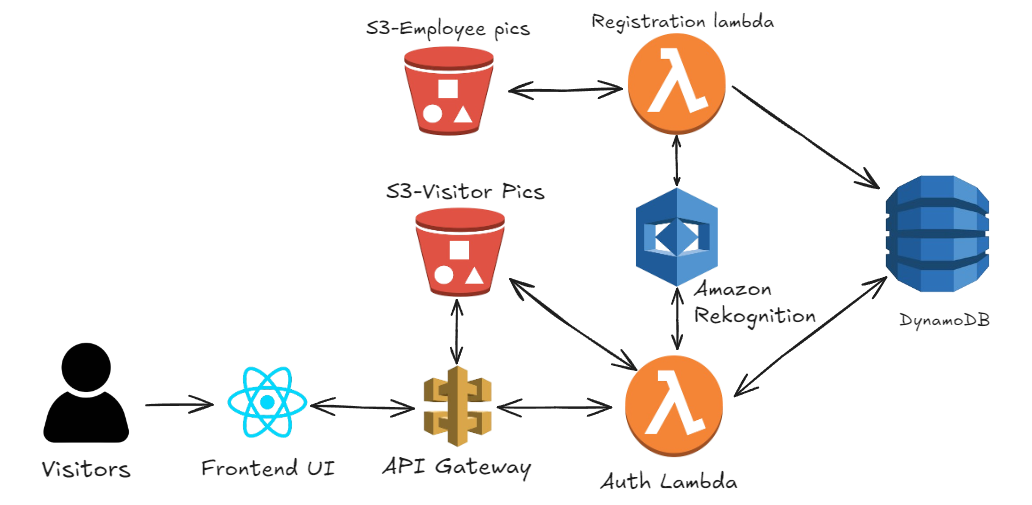 S3-Employee pics
Registration lambda
S3-Visitor Pics
Amazon
Rekognition
DynamoDB
Visitors
Frontend UI
API Gateway
Auth Lambda